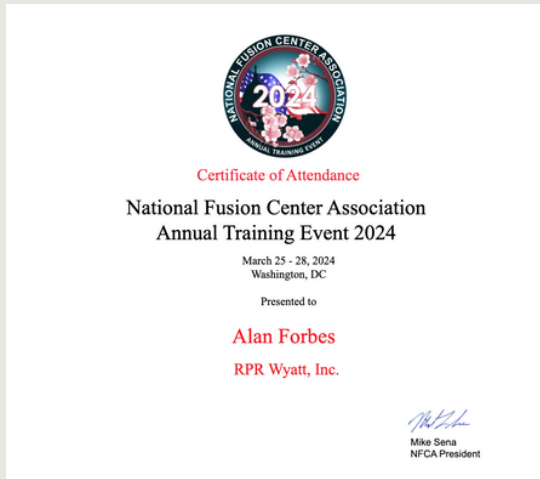 NATIONAL FUSION CENTER ASSOCIATION
2024
ANNUAL TRAINING EVENT
Certificate of Attendance
National Fusion Center Association
Annual Training Event 2024
March 25 - 28, 2024
Washington, DC
Presented to
Alan Forbes
RPR Wyatt, Inc.
Mike Sena
NFCA President